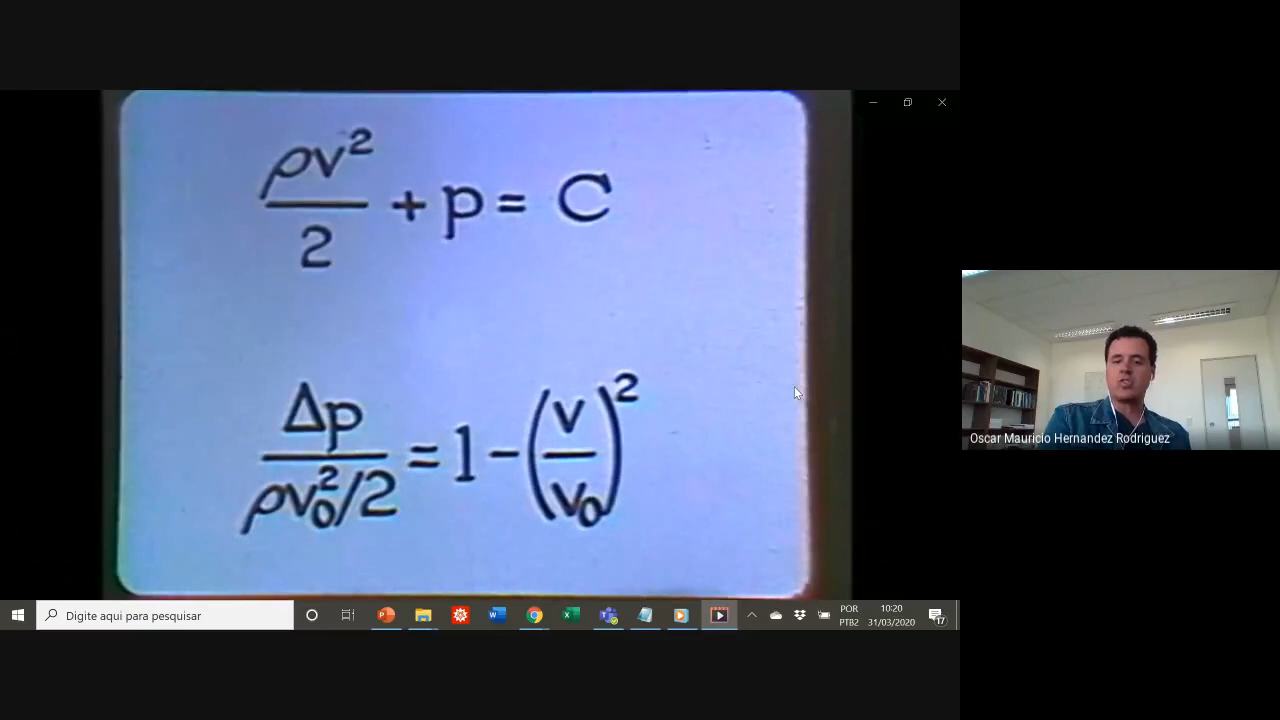 ρv²/2 + p = C
Δp/(ρv₀²/2) = 1 - (v/v₀)²
Oscar Mauricio Hernandez Rodriguez
Digite aqui para pesquisar
POR
PTB2
10:20
31/03/2020
17